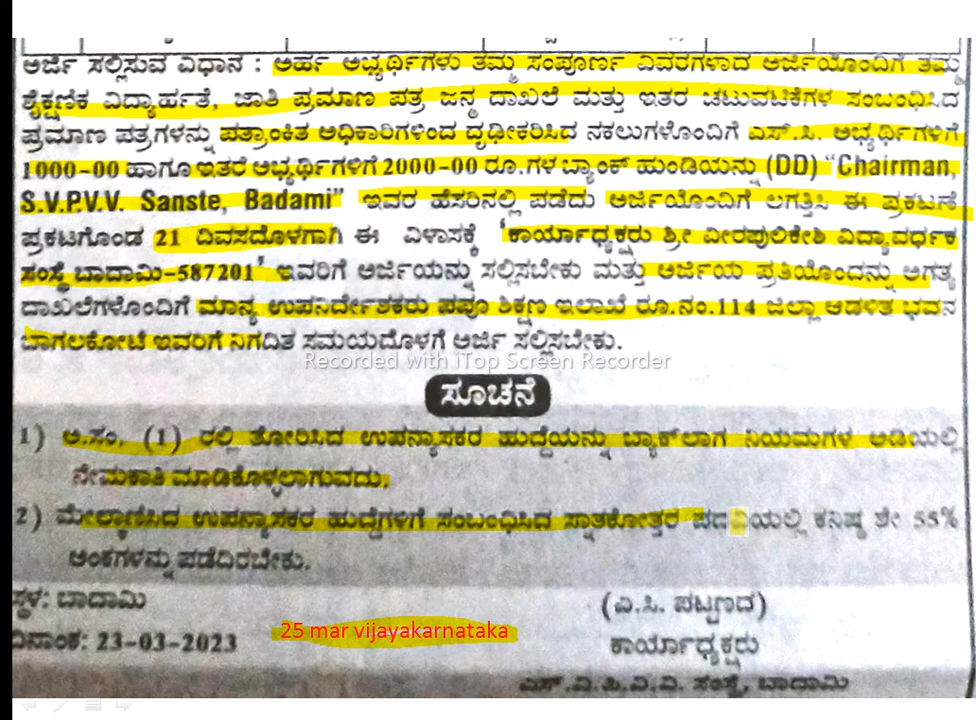 ಅರ್ಜಿ ಸಲ್ಲಿಸುವ ವಿಧಾನ : ಅರ್ಹ ಅಭ್ಯರ್ಥಿಗಳು ತಮ್ಮ ಸಂಪೂರ್ಣ ವಿವರಗಳಾದ ಅರ್ಜಿಯೊಂದಿಗೆ ತಮ್ಮ
ಶೈಕ್ಷಣಿಕ ವಿದ್ಯಾರ್ಹತೆ, ಜಾತಿ ಪ್ರಮಾಣ ಪತ್ರ ಜನ್ಮ ದಾಖಲೆ ಮತ್ತು ಇತರ ಚಟುವಟಿಕೆಗಳ ಸಂಬಂಧಿಸಿದ
ಪ್ರಮಾಣ ಪತ್ರಗಳನ್ನು ಪತ್ರಾಂಕಿತ ಅಧಿಕಾರಿಗಳಿಂದ ದೃಢೀಕರಿಸಿದ ನಕಲುಗಳೊಂದಿಗೆ ಎಸ್.ಸಿ. ಅಭ್ಯರ್ಥಿಗಳಿಗೆ
1000-00 ಹಾಗೂ ಇತರೆ ಅಭ್ಯರ್ಥಿಗಳಿಗೆ 2000-00 ರೂ.ಗಳ ಬ್ಯಾಂಕ್ ಹುಂಡಿಯನ್ನು (DD) "Chairman,
S.V.P.V.V. Sanste, Badami" ಇವರ ಹೆಸರಿನಲ್ಲಿ ಪಡೆದು ಅರ್ಜಿಯೊಂದಿಗೆ ಲಗತ್ತಿಸಿ ಈ ಪ್ರಕಟಣೆ
ಪ್ರಕಟಗೊಂಡ 21 ದಿವಸದೊಳಗಾಗಿ ಈ ವಿಳಾಸಕ್ಕೆ 'ಕಾರ್ಯಾಧ್ಯಕ್ಷರು ಶ್ರೀ ವೀರಪುಲಿಕೇಶಿ ವಿದ್ಯಾವರ್ಧಕ
ಸಂಸ್ಥೆ ಬಾದಾಮಿ-587201' ಇವರಿಗೆ ಅರ್ಜಿಯನ್ನು ಸಲ್ಲಿಸಬೇಕು ಮತ್ತು ಅರ್ಜಿಯ ಪ್ರತಿಯೊಂದನ್ನು ಅಗತ್ಯ
ದಾಖಲೆಗಳೊಂದಿಗೆ ಮಾನ್ಯ ಉಪನಿರ್ದೇಶಕರು ಪಪೂ ಶಿಕ್ಷಣ ಇಲಾಖೆ ರೂ.ನಂ.114 ಜಿಲ್ಲಾ ಆಡಳಿತ ಭವನ
ಬಾಗಲಕೋಟೆ ಇವರಿಗೆ ನಿಗದಿತ ಸಮಯದೊಳಗೆ ಅರ್ಜಿ ಸಲ್ಲಿಸಬೇಕು.
Recorded with iTop Screen Recorder
ಸೂಚನೆ
1) ಅ.ಸಂ. (1) ರಲ್ಲಿ ತೋರಿಸಿದ ಉಪನ್ಯಾಸಕರ ಹುದ್ದೆಯನ್ನು ಬ್ಯಾಕ್‌ಲಾಗ ನಿಯಮಗಳ ಅಡಿಯಲ್ಲಿ
ನೇಮಕಾತಿ ಮಾಡಿಕೊಳ್ಳಲಾಗುವದು.
2) ಮೇಲ್ಕಾಣಿಸಿದ ಉಪನ್ಯಾಸಕರ ಹುದ್ದೆಗಳಿಗೆ ಸಂಬಂಧಿಸಿದ ಸ್ನಾತಕೋತ್ತರ ಪದವಿಯಲ್ಲಿ ಕನಿಷ್ಠ ಶೇ 55%
ಅಂಕಗಳನ್ನು ಪಡೆದಿರಬೇಕು.
ಸ್ಥಳ: ಬಾದಾಮಿ
(ಎ.ಸಿ. ಪಟ್ಟಣದ)
ದಿನಾಂಕ: 23-03-2023
25 mar vijayakarnataka
ಕಾರ್ಯಾಧ್ಯಕ್ಷರು
ಎಸ್.ವಿ.ಪಿ.ವಿ.ವಿ. ಸಂಸ್ಥೆ, ಬಾದಾಮಿ